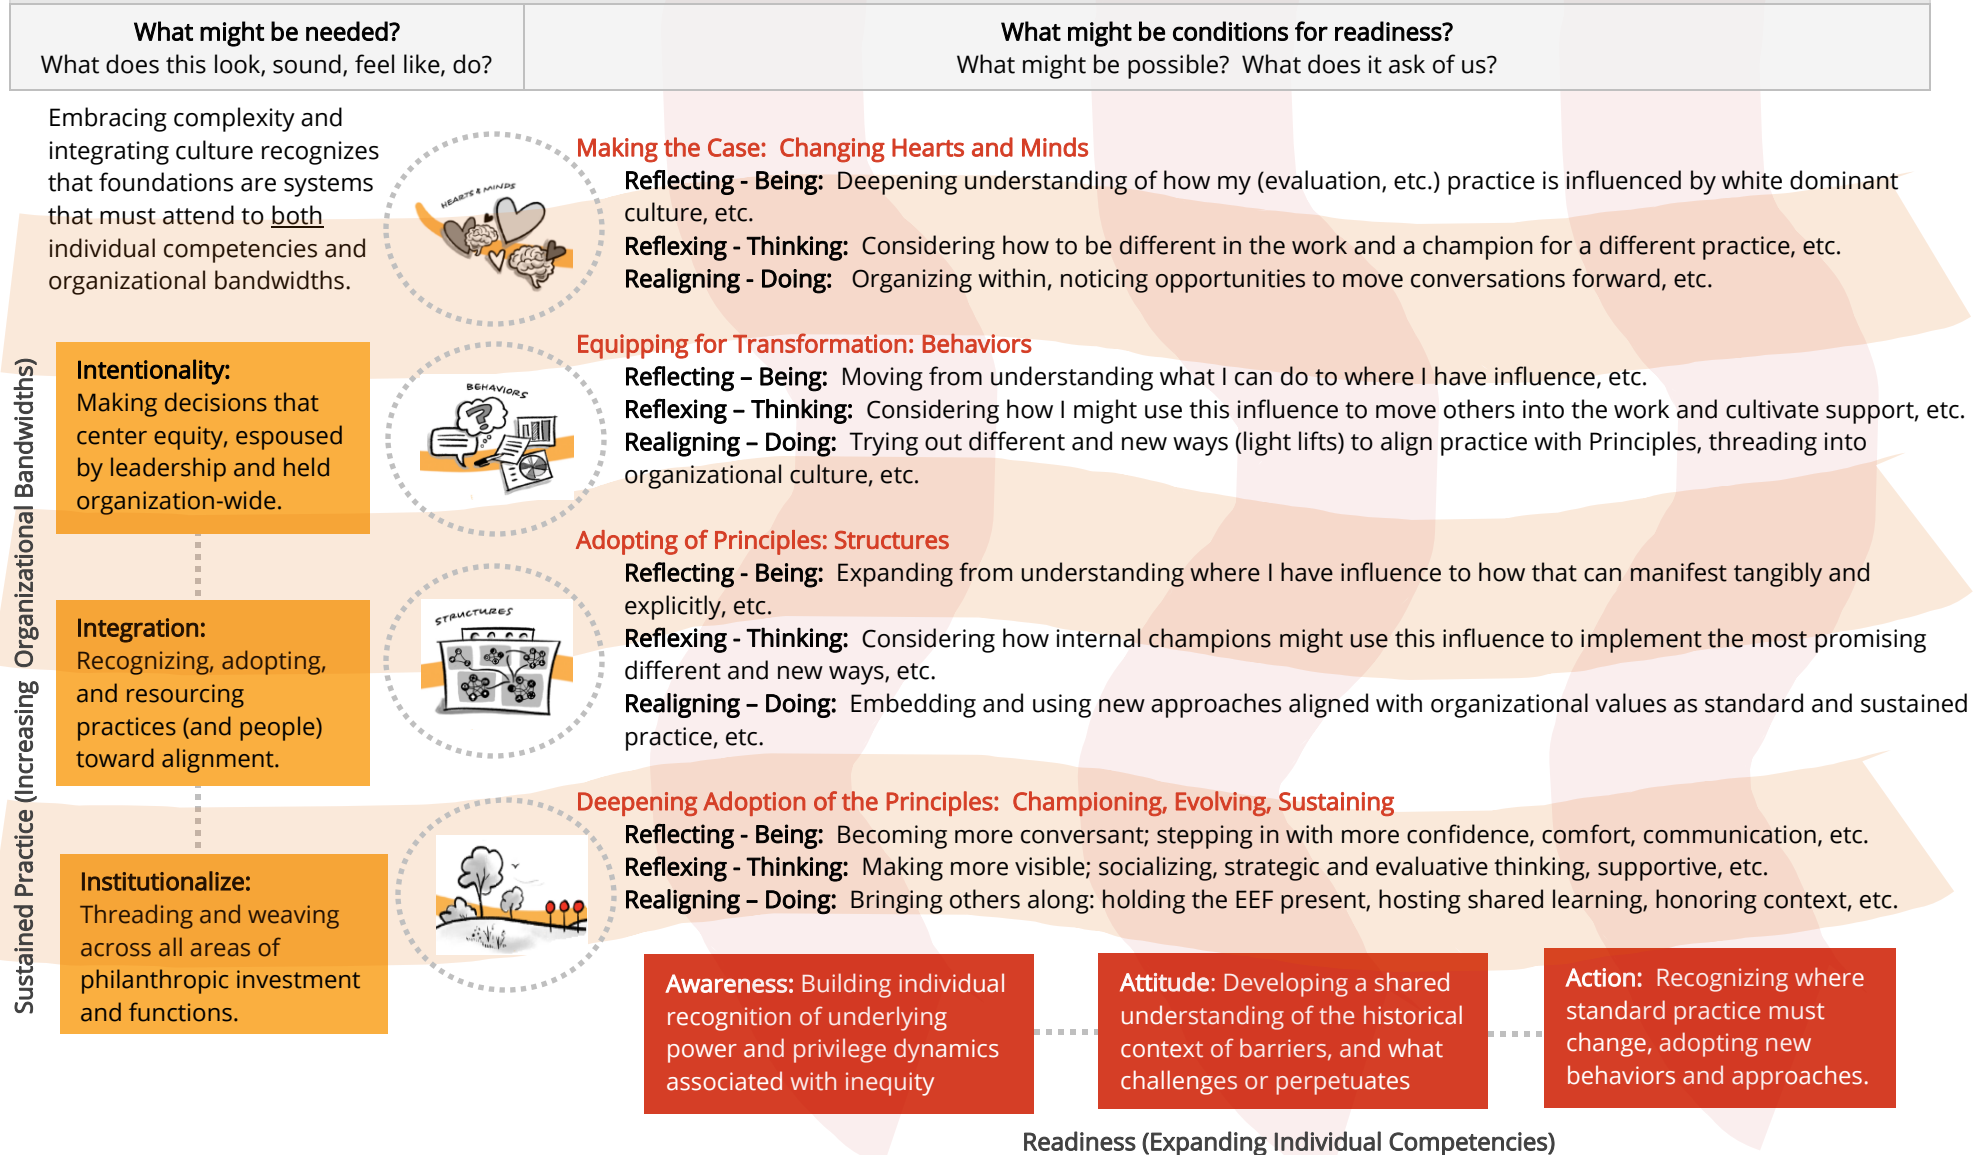 What might be needed?
What does this look, sound, feel like, do?
What might be conditions for readiness?
What might be possible?  What does it ask of us?
Embracing complexity and
integrating culture recognizes
that foundations are systems
that must attend to both
individual competencies and
organizational bandwidths.
Sustained Practice (Increasing  Organizational Bandwidths)
Intentionality:
Making decisions that
center equity, espoused
by leadership and held
organization-wide.
Integration:
Recognizing, adopting,
and resourcing
practices (and people)
toward alignment.
Institutionalize:
Threading and weaving
across all areas of
philanthropic investment
and functions.
HEARTS & MINDS
Making the Case:  Changing Hearts and Minds
Reflecting - Being:  Deepening understanding of how my (evaluation, etc.) practice is influenced by white dominant
culture, etc.
Reflexing - Thinking:  Considering how to be different in the work and a champion for a different practice, etc.
Realigning - Doing:   Organizing within, noticing opportunities to move conversations forward, etc.
BEHAVIORS
?
Equipping for Transformation: Behaviors
Reflecting – Being:  Moving from understanding what I can do to where I have influence, etc.
Reflexing – Thinking:  Considering how I might use this influence to move others into the work and cultivate support, etc.
Realigning – Doing:  Trying out different and new ways (light lifts) to align practice with Principles, threading into
organizational culture, etc.
STRUCTURES
Adopting of Principles: Structures
Reflecting - Being:  Expanding from understanding where I have influence to how that can manifest tangibly and
explicitly, etc.
Reflexing - Thinking:  Considering how internal champions might use this influence to implement the most promising
different and new ways, etc.
Realigning – Doing:  Embedding and using new approaches aligned with organizational values as standard and sustained
practice, etc.
Deepening Adoption of the Principles:  Championing, Evolving, Sustaining
Reflecting - Being:  Becoming more conversant; stepping in with more confidence, comfort, communication, etc.
Reflexing - Thinking:  Making more visible; socializing, strategic and evaluative thinking, supportive, etc.
Realigning – Doing:  Bringing others along: holding the EEF present, hosting shared learning, honoring context, etc.
Awareness: Building individual
recognition of underlying
power and privilege dynamics
associated with inequity
Attitude: Developing a shared
understanding of the historical
context of barriers, and what
challenges or perpetuates
Action:  Recognizing where
standard practice must
change, adopting new
behaviors and approaches.
Readiness (Expanding Individual Competencies)